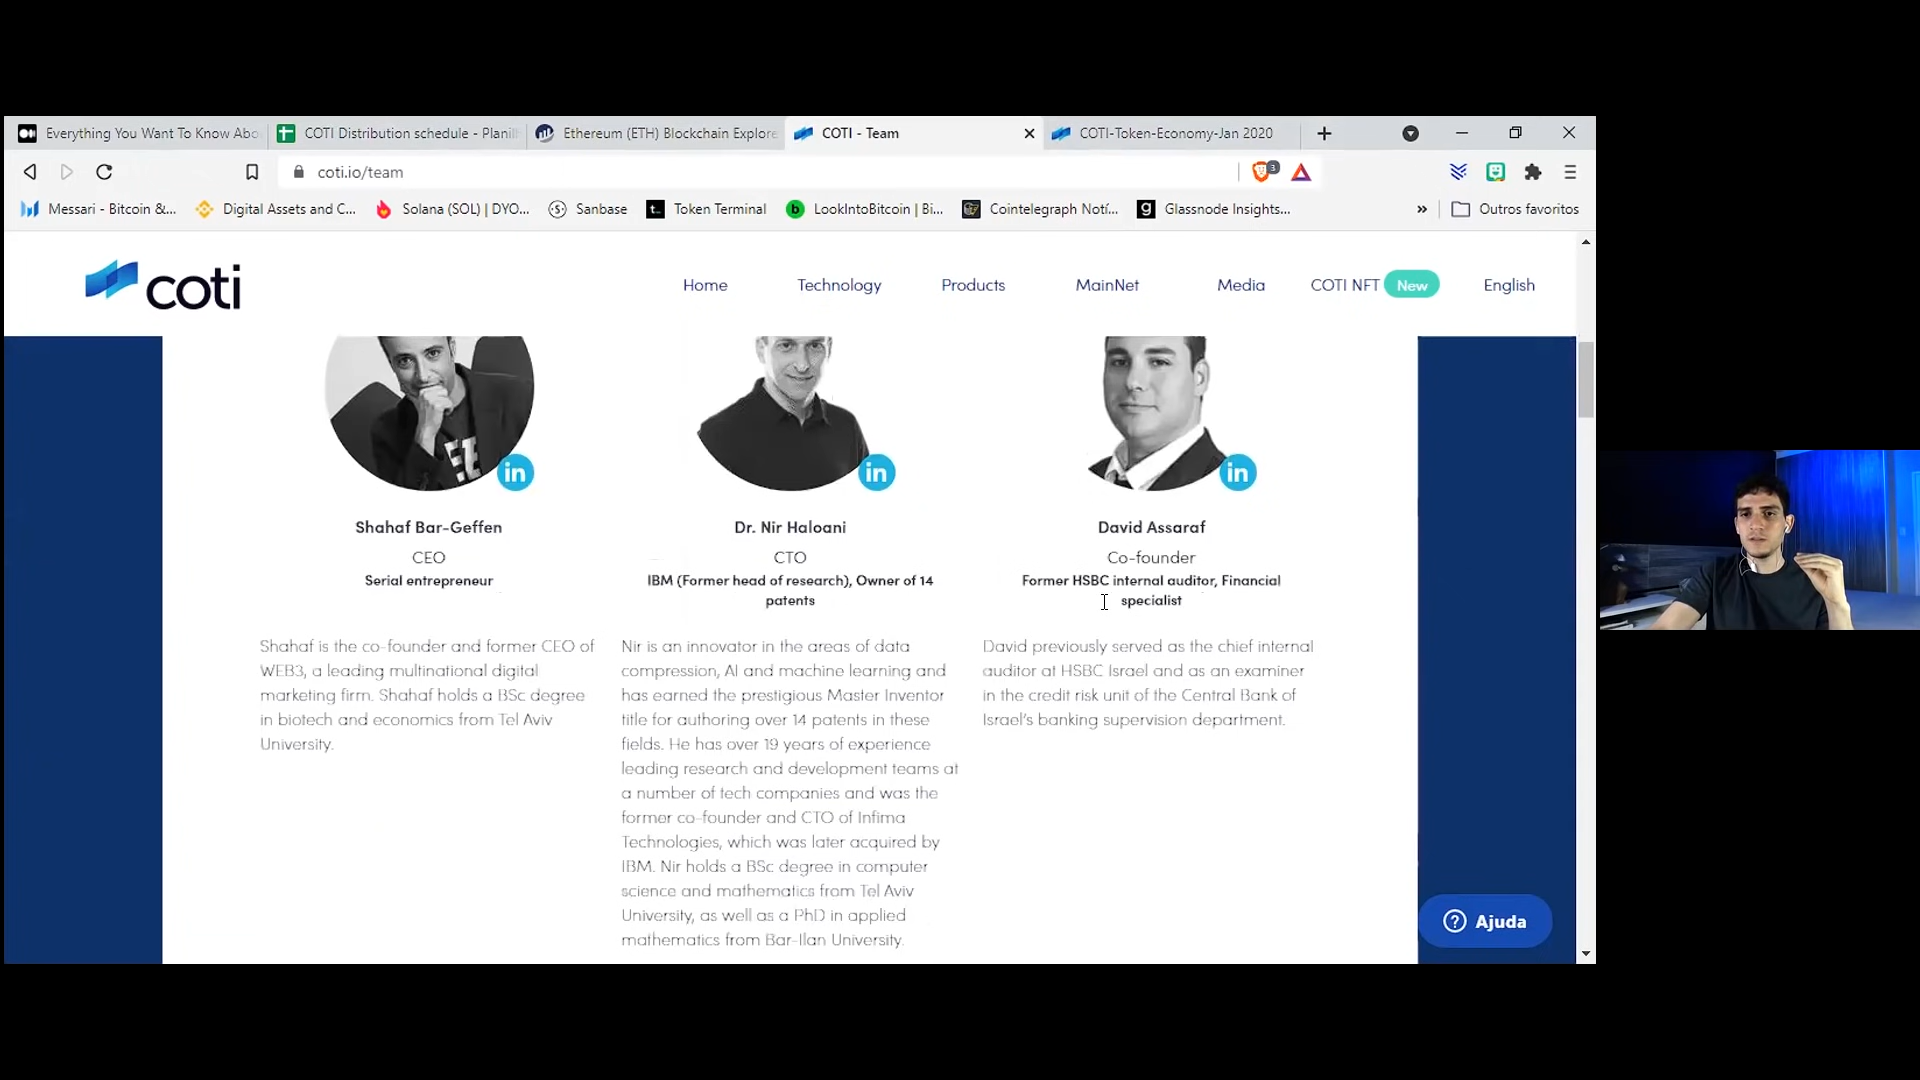 Everything You Want To Know Abo
COTI Distribution schedule - Planil
Ethereum (ETH) Blockchain Explore
COTI - Team
COTI-Token-Economy-Jan 2020
coti.io/team
3
Messari - Bitcoin &...
Digital Assets and C...
Solana (SOL) | DYO...
Sanbase
Token Terminal
LookIntoBitcoin | Bi...
Cointelegraph Notí...
Glassnode Insights...
Outros favoritos
coti
Home
Technology
Products
MainNet
Media
COTI NFT
New
English
in
in
in
Shahaf Bar-Geffen
CEO
Serial entrepreneur
Shahaf is the co-founder and former CEO of
WEB3, a leading multinational digital
marketing firm. Shahaf holds a BSc degree
in biotech and economics from Tel Aviv
University.
Dr. Nir Haloani
CTO
IBM (Former head of research), Owner of 14
patents
Nir is an innovator in the areas of data
compression, AI and machine learning and
has earned the prestigious Master Inventor
title for authoring over 14 patents in these
fields. He has over 19 years of experience
leading research and development teams at
a number of tech companies and was the
former co-founder and CTO of Infima
Technologies, which was later acquired by
IBM. Nir holds a BSc degree in computer
science and mathematics from Tel Aviv
University, as well as a PhD in applied
mathematics from Bar-Ilan University.
David Assaraf
Co-founder
Former HSBC internal auditor, Financial
specialist
David previously served as the chief internal
auditor at HSBC Israel and as an examiner
in the credit risk unit of the Central Bank of
Israel's banking supervision department.
Ajuda